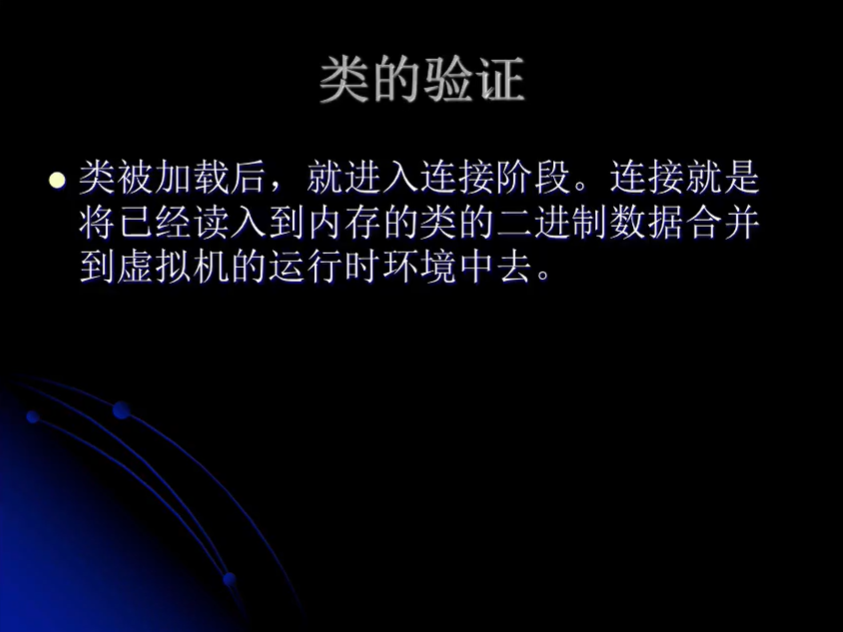 类的验证
类被加载后，就进入连接阶段。连接就是
将已经读入到内存的类的二进制数据合并
到虚拟机的运行时环境中去。